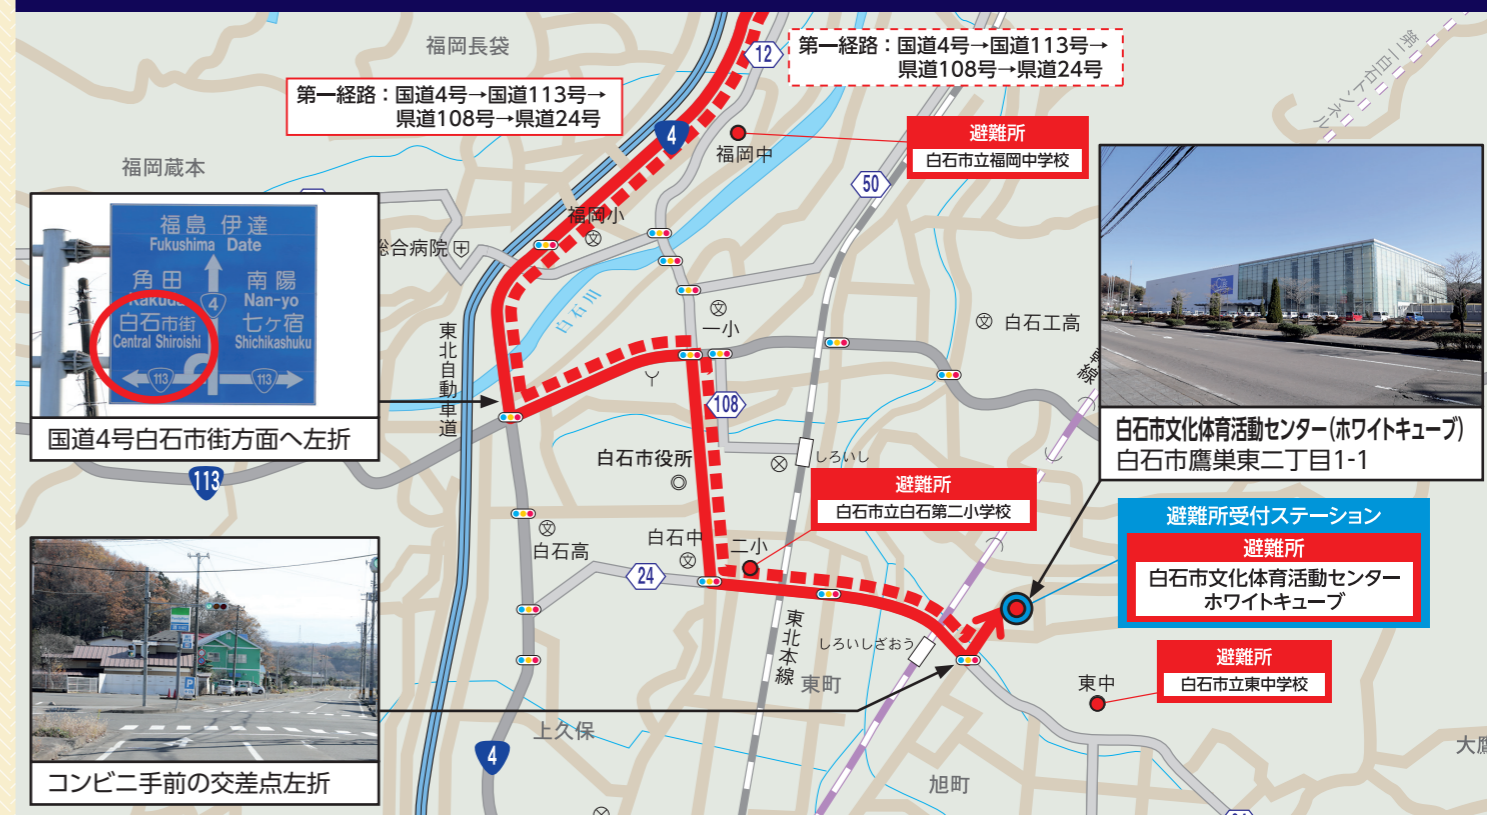 福岡長袋
12
第一経路：国道4号→国道113号→
県道108号→県道24号
第一経路：国道4号→国道113号→
県道108号→県道24号
第二白石トンネル
4
福岡中
避難所
白石市立福岡中学校
福岡蔵本
50
福島 伊達
Fukushima Date
角田
Kakuda
4
南陽
Nan-yo
白石市街
Central Shiroishi
七ヶ宿
Shichikashuku
113
113
国道4号白石市街方面へ左折
総合病院
福岡小
白石川
東北自動車道
一小
白石工高
108
白石市文化体育活動センター(ホワイトキューブ)
白石市鷹巣東二丁目1-1
113
白石市役所
しろいし
避難所
白石市立白石第二小学校
白石高
白石中
二小
24
避難所受付ステーション
避難所
白石市文化体育活動センター
ホワイトキューブ
東北本線
しろいしざおう
東町
避難所
白石市立東中学校
東中
上久保
4
旭町
コンビニ手前の交差点左折